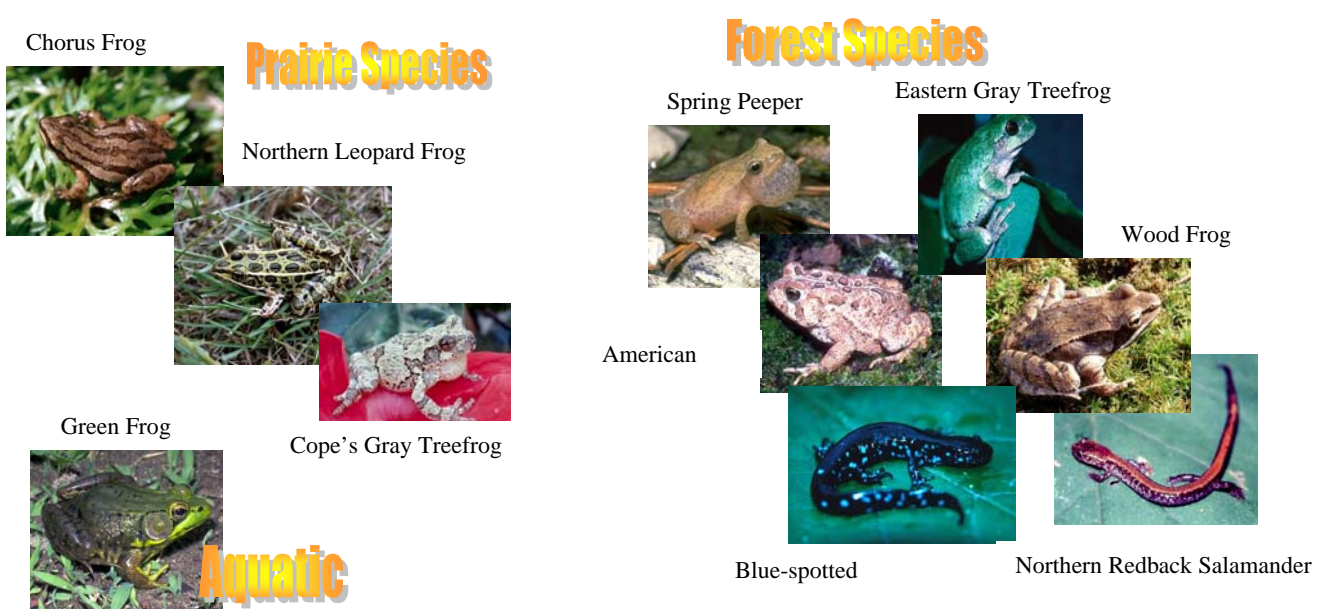 Prairie Species
Chorus Frog
Northern Leopard Frog
Cope's Gray Treefrog
Green Frog
Aquatic
Forest Species
Spring Peeper
Eastern Gray Treefrog
Wood Frog
American
Blue-spotted
Northern Redback Salamander